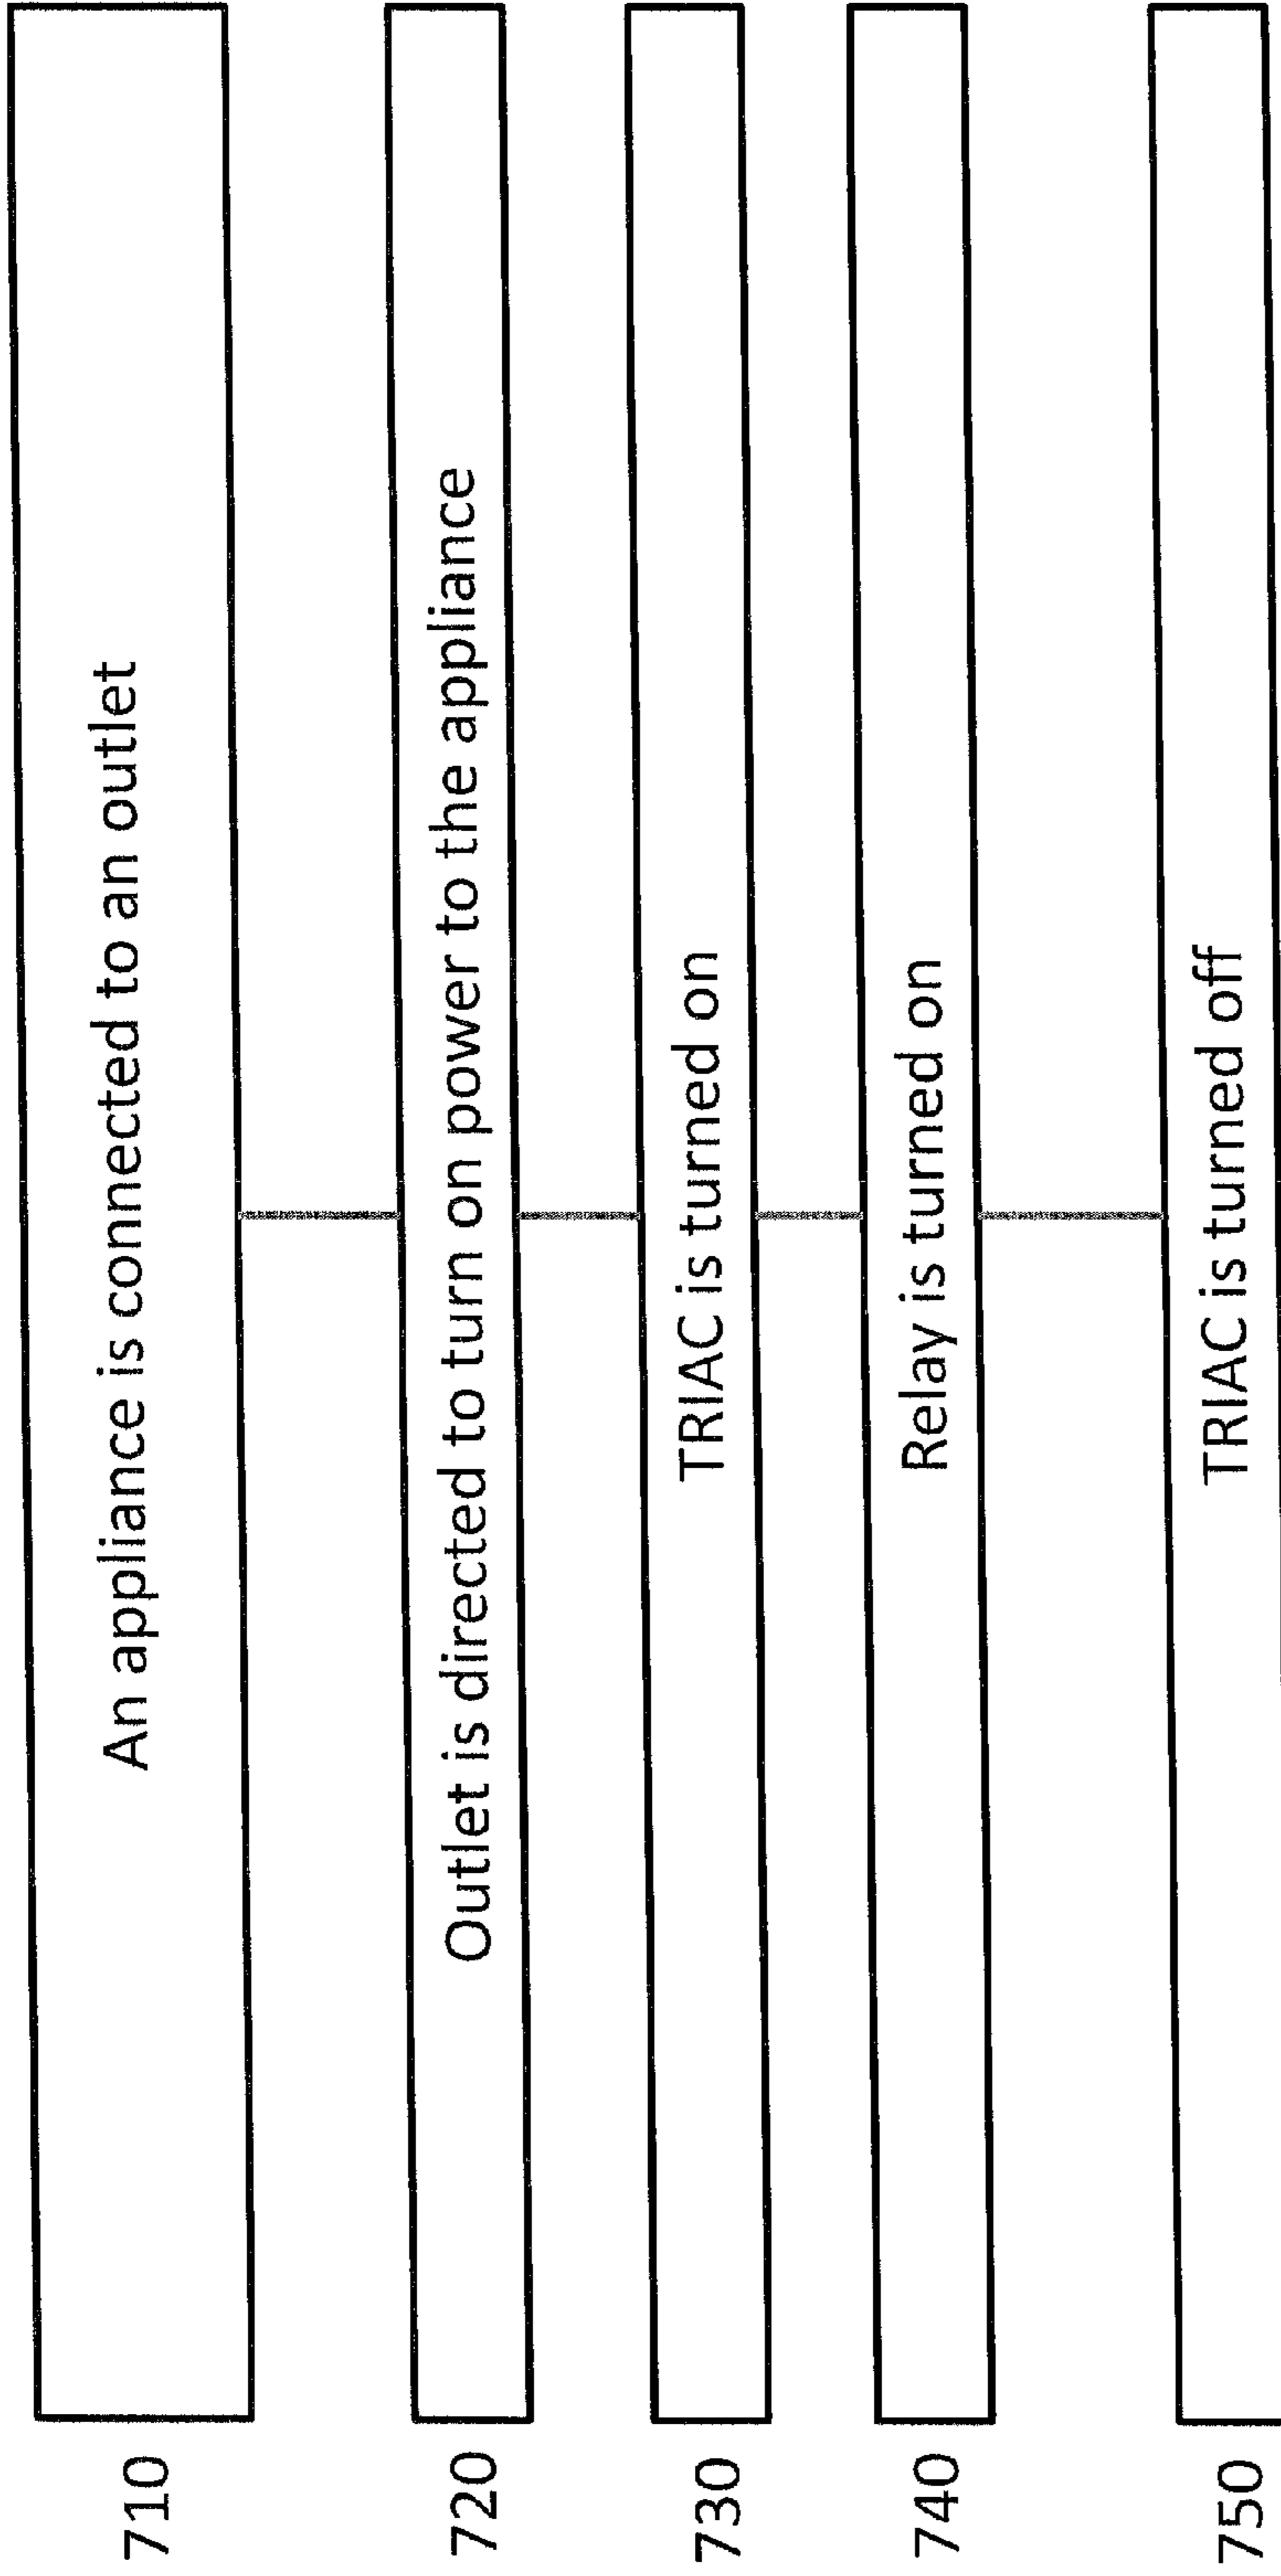 710 An appliance is connected to an outlet
720 Outlet is directed to turn on power to the appliance
730 TRIAC is turned on
740 Relay is turned on
750 TRIAC is turned off